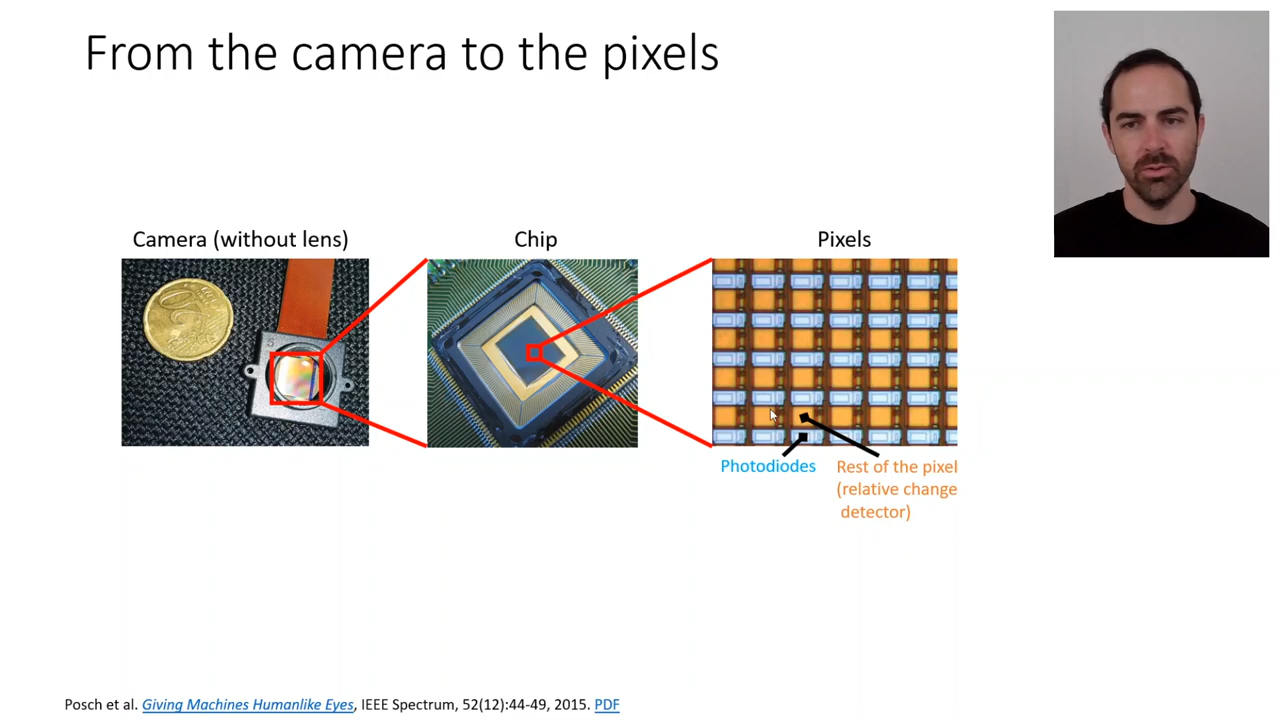 From the camera to the pixels
Camera (without lens)
Chip
Pixels
Photodiodes
Rest of the pixel
(relative change
detector)
Posch et al. Giving Machines Humanlike Eyes, IEEE Spectrum, 52(12):44-49, 2015. PDF